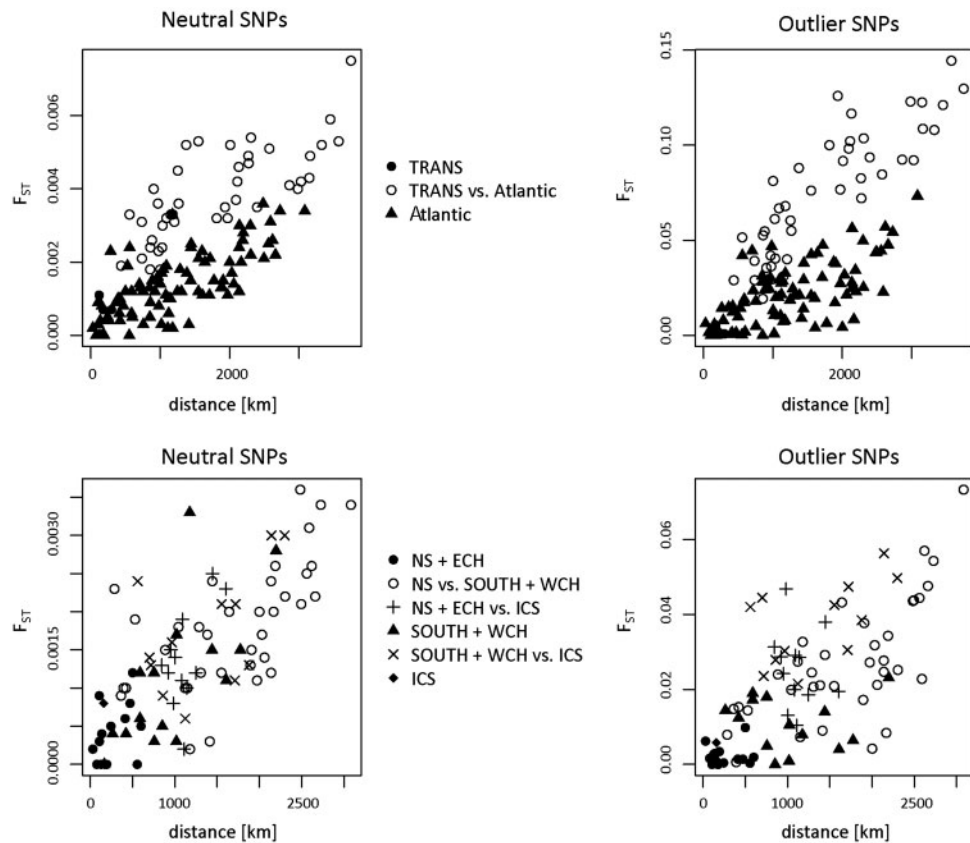 Neutral SNPs
0.006
0.004
0.002
0.000
FST
0
2000
distance [km]
TRANS
TRANS vs. Atlantic
Atlantic
Outlier SNPs
0.15
0.10
0.05
0.00
FST
0
2000
distance [km]
Neutral SNPs
0.0030
0.0015
0.0000
FST
0
1000
2500
distance [km]
NS + ECH
NS vs. SOUTH + WCH
NS + ECH vs. ICS
SOUTH + WCH
SOUTH + WCH vs. ICS
ICS
Outlier SNPs
0.06
0.04
0.02
0.00
FST
0
1000
2500
distance [km]